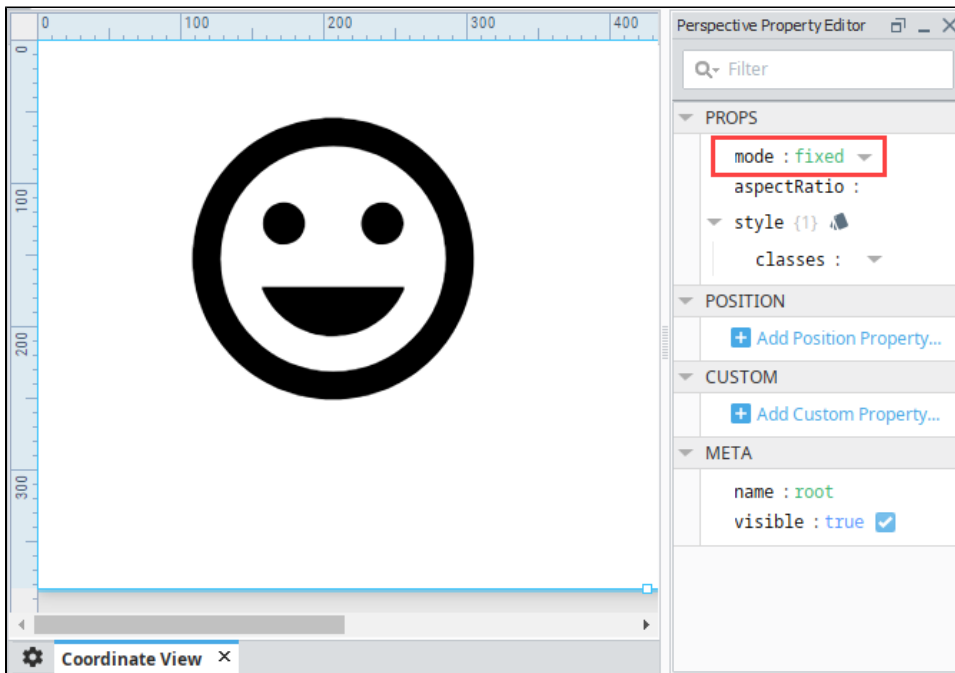 0 100 200 300 400
0
100
200
300
Coordinate View ×
Perspective Property Editor
Filter
PROPS
mode : fixed
aspectRatio :
style {1}
classes :
POSITION
+ Add Position Property...
CUSTOM
+ Add Custom Property...
META
name : root
visible : true